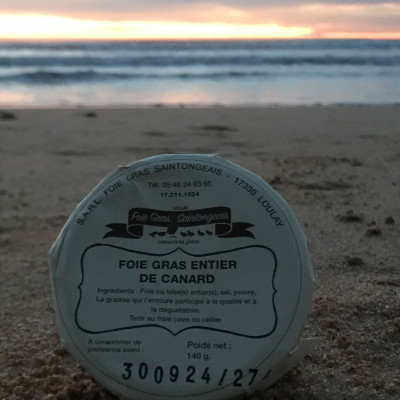 S.A.R.L. FOIE GRAS SAINTONGEAIS - 17330 LOULAY
Tél. 05 46 24 63 65
17.211.1024
Foie Gras Saintongeais
FOIE GRAS ENTIER
DE CANARD
Ingrédients : Foie ou lobe(s) entier(s), sel, poivre,
La graisse qui l'entoure participe à la qualité et à
la dégustation.
Tenir au frais cave ou cellier
A consommer de
préférence avant
Poids net :
140 g.
300924/27/